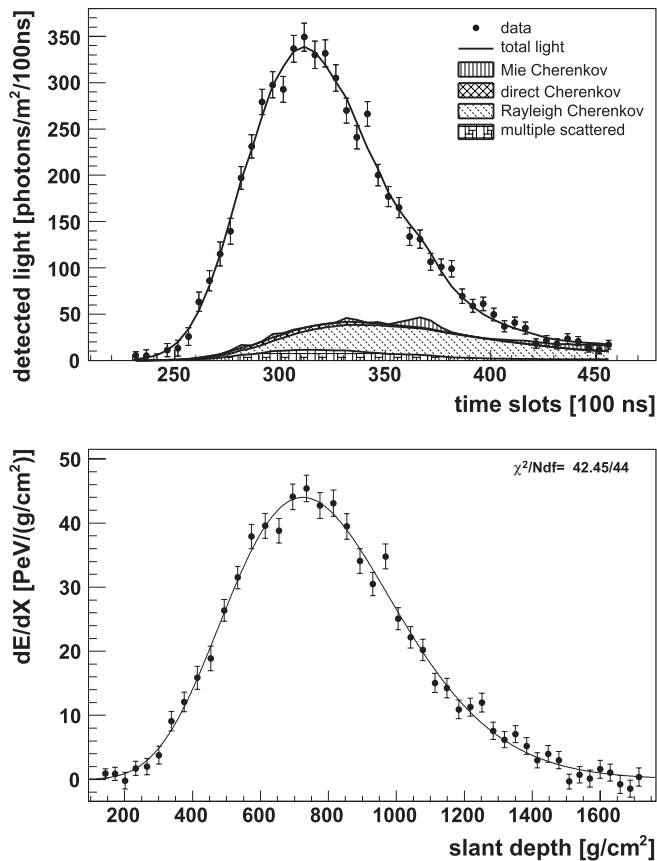 detected light [photons/m²/100ns]
350
300
250
200
150
100
50
0
data
total light
Mie Cherenkov
direct Cherenkov
Rayleigh Cherenkov
multiple scattered
250 300 350 400 450
time slots [100 ns]
dE/dX [PeV/(g/cm²)]
50
40
30
20
10
0
χ²/Ndf= 42.45/44
200 400 600 800 1000 1200 1400 1600
slant depth [g/cm²]